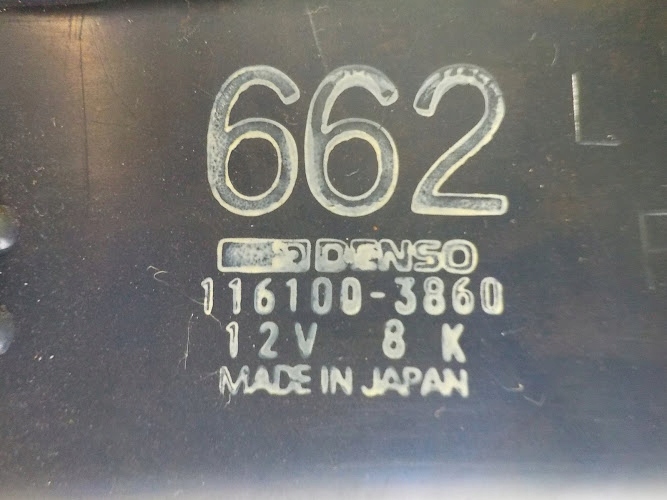 662
L
DENSO
116100-3860
12V 8 K
MADE IN JAPAN